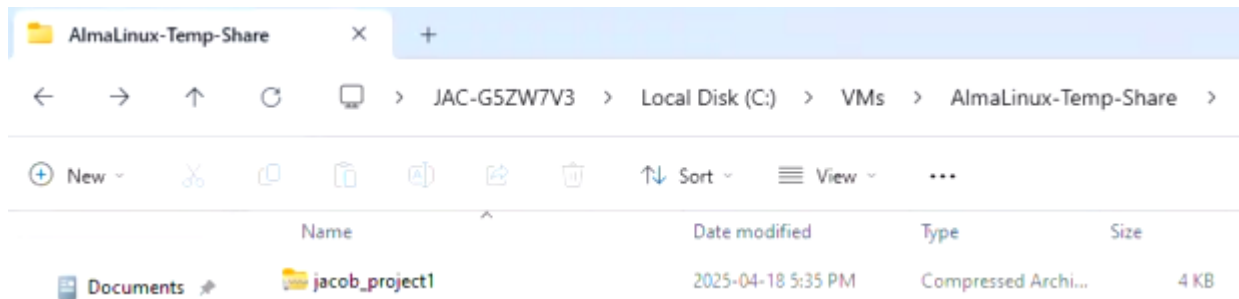 AlmaLinux-Temp-Share
JAC-G5ZW7V3 > Local Disk (C:) > VMs > AlmaLinux-Temp-Share >
New Sort View ...
Name Date modified Type Size
Documents jacob_project1 2025-04-18 5:35 PM Compressed Archi... 4 KB